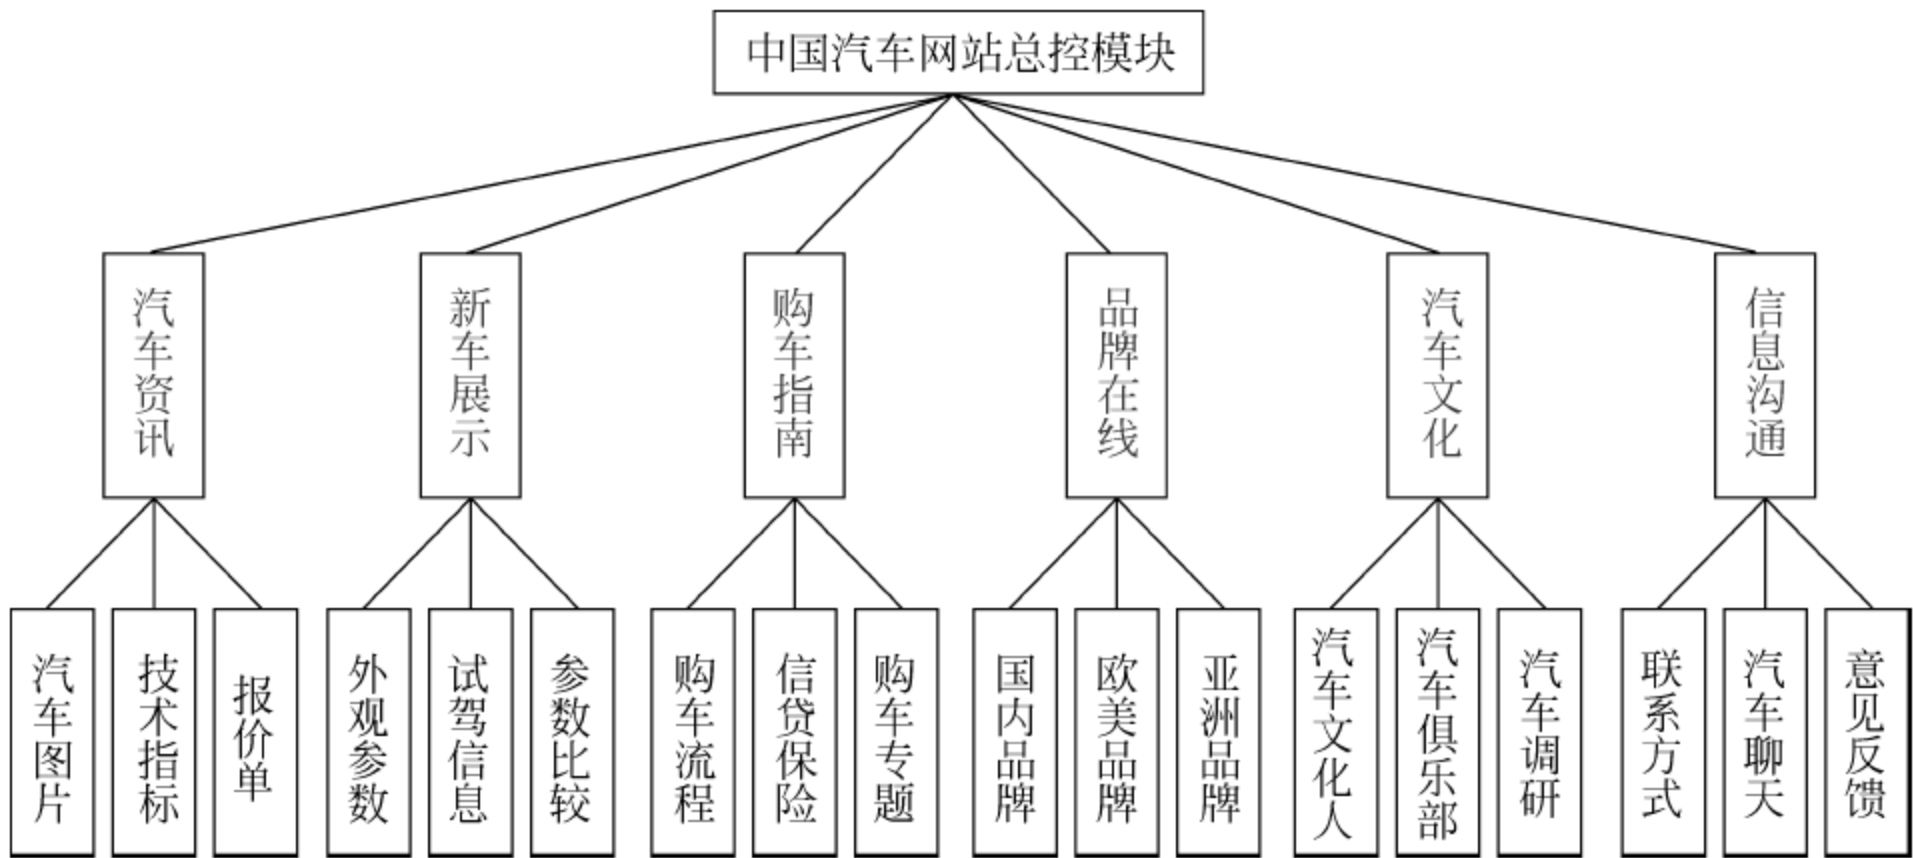 中国汽车网站总控模块
汽车资讯
新车展示
购车指南
品牌在线
汽车文化
信息沟通
汽车图片
技术指标
报价单
外观参数
试驾信息
参数比较
购车流程
信贷保险
购车专题
国内品牌
欧美品牌
亚洲品牌
汽车文化人
汽车俱乐部
汽车调研
联系方式
汽车聊天
意见反馈